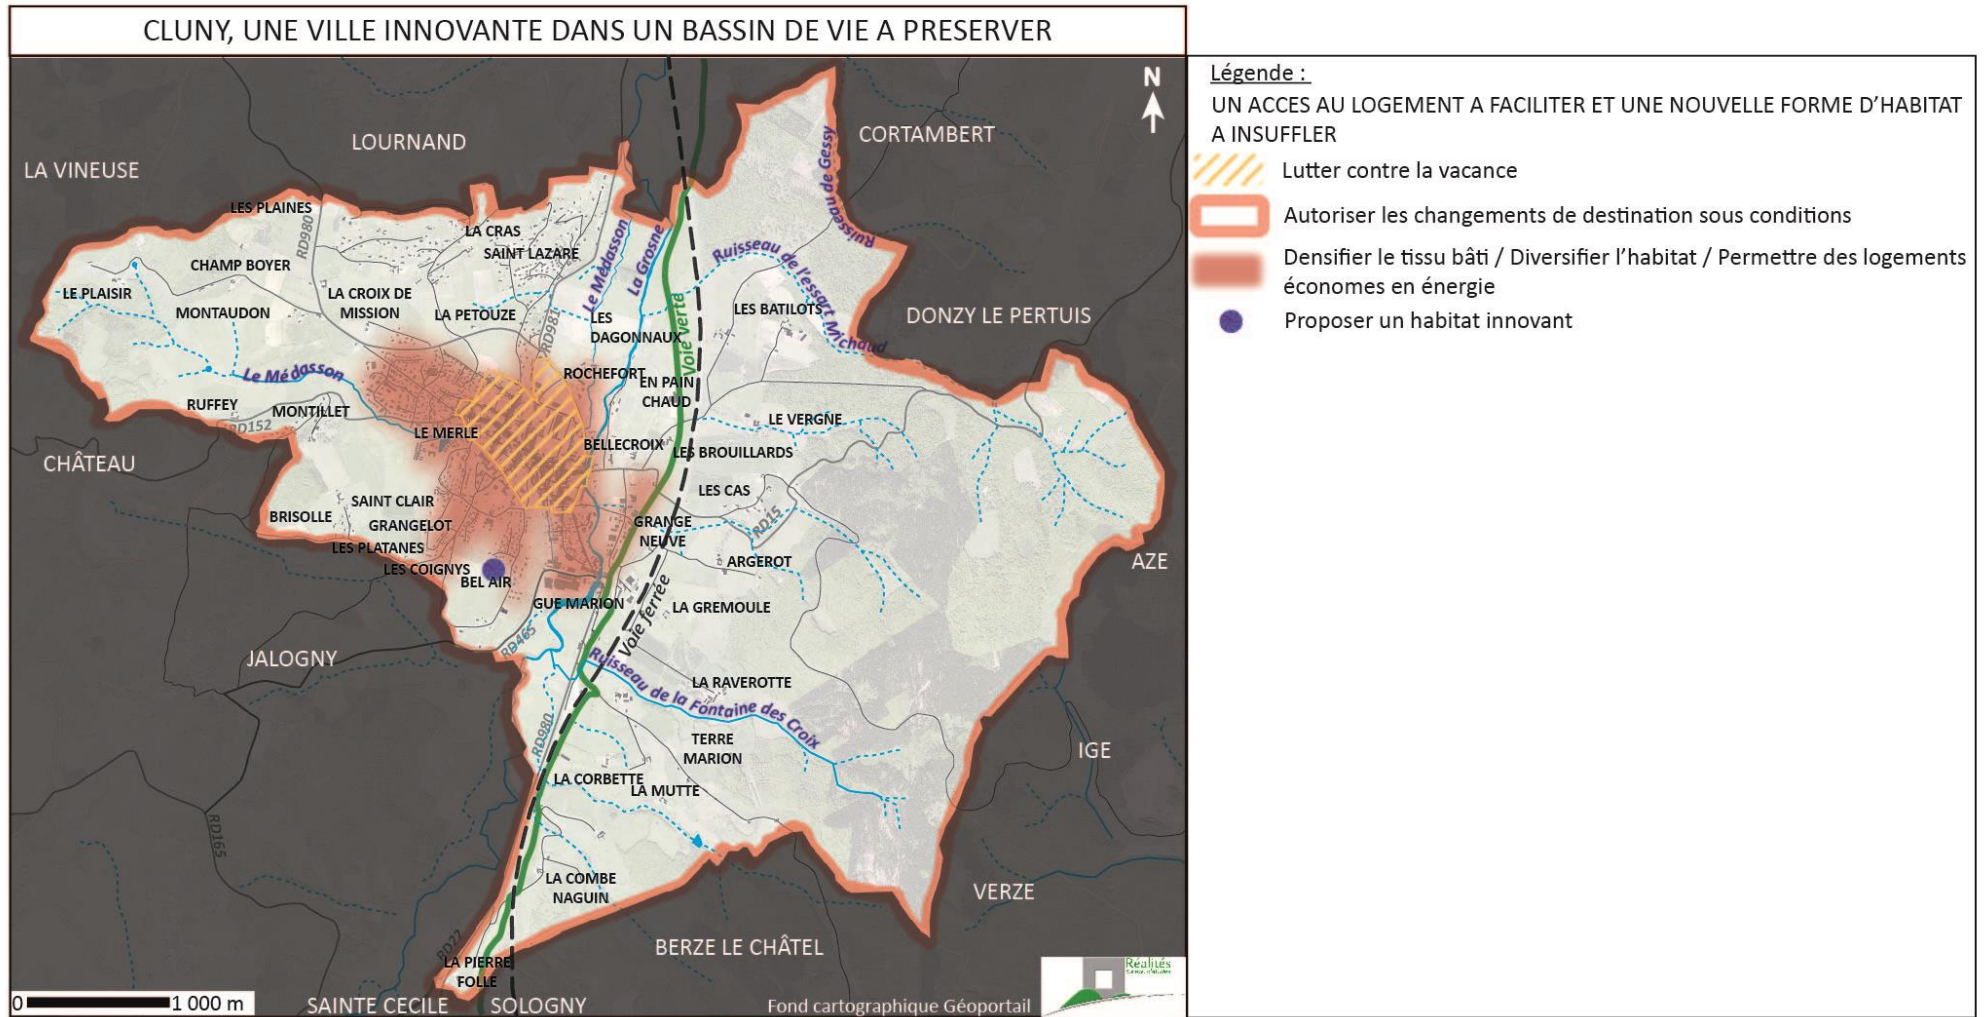 CLUNY, UNE VILLE INNOVANTE DANS UN BASSIN DE VIE A PRESERVER
Légende :
UN ACCES AU LOGEMENT A FACILITER ET UNE NOUVELLE FORME D'HABITAT
A INSUFFLER
Lutter contre la vacance
Autoriser les changements de destination sous conditions
Densifier le tissu bâti / Diversifier l'habitat / Permettre des logements
économes en énergie
Proposer un habitat innovant
N
LOURNAND
CORTAMBERT
LA VINEUSE
Ruisseau de Gessy
LES PLAINES
RD980
LA CRAS
SAINT LAZARE
Le Médasson
La Grosne
Ruisseau de l'essart Michaud
CHAMP BOYER
LE PLAISIR
LA CROIX DE
MISSION
MONTAUDON
LA PETOUZE
RD981
LES
DAGONNAUX
Voie verte
LES BATILOTS
DONZY LE PERTUIS
Le Médasson
ROCHEFORT
EN PAIN
CHAUD
RUFFEY
MONTILLET
RD152
LE MERLE
LE VERGNE
BELLECROIX
LES BROUILLARDS
CHÂTEAU
SAINT CLAIR
LES CAS
BRISOLLE
GRANGELOT
GRANGE
NEUVE
RD15
LES PLATANES
LES COIGNYS
BEL AIR
ARGEROT
AZE
GUE MARION
LA GREMOULE
Voie ferrée
RD465
JALOGNY
Ruisseau de la Fontaine des Croix
LA RAVEROTTE
RD980
TERRE
MARION
IGE
LA CORBETTE
LA MUTTE
RD165
LA COMBE
NAGUIN
VERZE
RD22
BERZE LE CHÂTEL
LA PIERRE
FOLLE
Réalités
0
1 000 m
SAINTE CECILE
SOLOGNY
Fond cartographique Géoportail